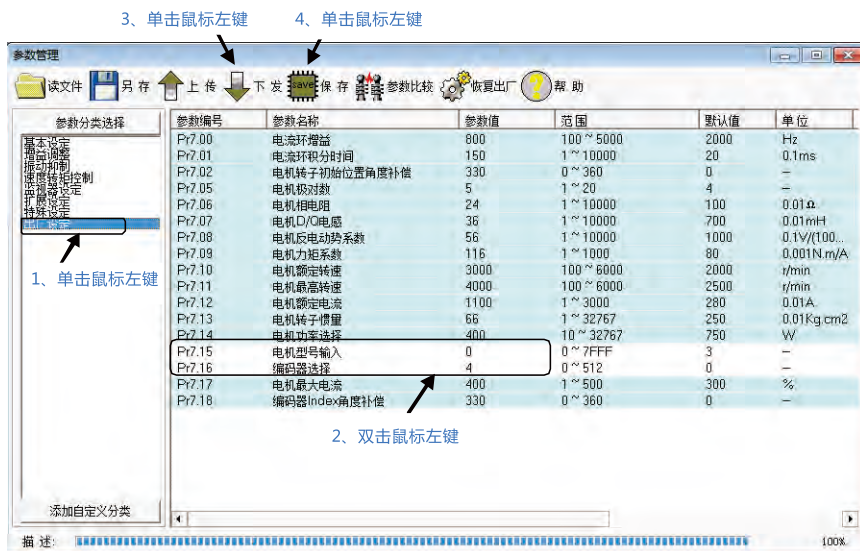 3、单击鼠标左键 4、单击鼠标左键
参数管理
读文件 另存 上传 下发 save 保存 参数比较 恢复出厂 ? 帮助
参数分类选择
基本设定
增益调整
振动抑制
速度转矩控制
监视器设定
扩展设定
特殊设定
出厂设定
1、单击鼠标左键
添加自定义分类
参数编号 参数名称 参数值 范围 默认值 单位
Pr7.00 电流环增益 800 100 ~ 5000 2000 Hz
Pr7.01 电流环积分时间 150 1 ~ 10000 20 0.1ms
Pr7.02 电机转子初始位置角度补偿 330 0 ~ 360 0 –
Pr7.05 电机极对数 5 1 ~ 20 4 –
Pr7.06 电机相电阻 24 1 ~ 10000 100 0.01Ω
Pr7.07 电机D/Q电感 36 1 ~ 10000 700 0.01mH
Pr7.08 电机反电动势系数 56 1 ~ 10000 1000 0.1V/(100...
Pr7.09 电机力矩系数 116 1 ~ 1000 80 0.001N.m/A
Pr7.10 电机额定转速 3000 100 ~ 6000 2000 r/min
Pr7.11 电机最高转速 4000 100 ~ 6000 2500 r/min
Pr7.12 电机额定电流 1100 1 ~ 3000 280 0.01A
Pr7.13 电机转子惯量 66 1 ~ 32767 250 0.01Kg.cm2
Pr7.14 电机功率选择 400 10 ~ 32767 750 W
Pr7.15 电机型号输入 0 0 ~ 7FFF 3 –
Pr7.16 编码器选择 4 0 ~ 512 0 –
Pr7.17 电机最大电流 400 1 ~ 500 300 %
Pr7.18 编码器Index角度补偿 330 0 ~ 360 0 –
2、双击鼠标左键
描述: 100%